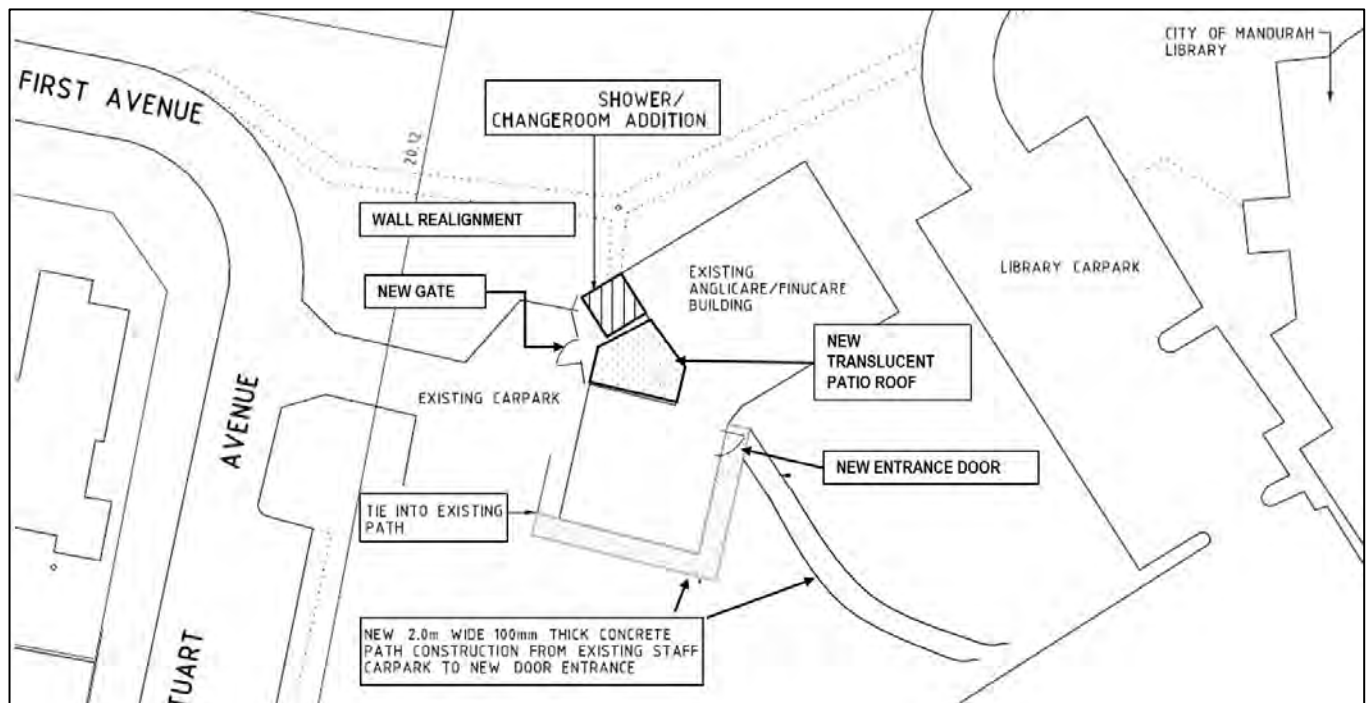 CITY OF MANDURAH
LIBRARY
FIRST AVENUE
SHOWER/
CHANGEROOM ADDITION
20.12
WALL REALIGNMENT
NEW GATE
EXISTING
ANGLICARE/FINUCARE
BUILDING
LIBRARY CARPARK
NEW
TRANSLUCENT
PATIO ROOF
EXISTING CARPARK
AVENUE
NEW ENTRANCE DOOR
TIE INTO EXISTING
PATH
NEW 2.0m WIDE 100mm THICK CONCRETE
PATH CONSTRUCTION FROM EXISTING STAFF
CARPARK TO NEW DOOR ENTRANCE
TUART